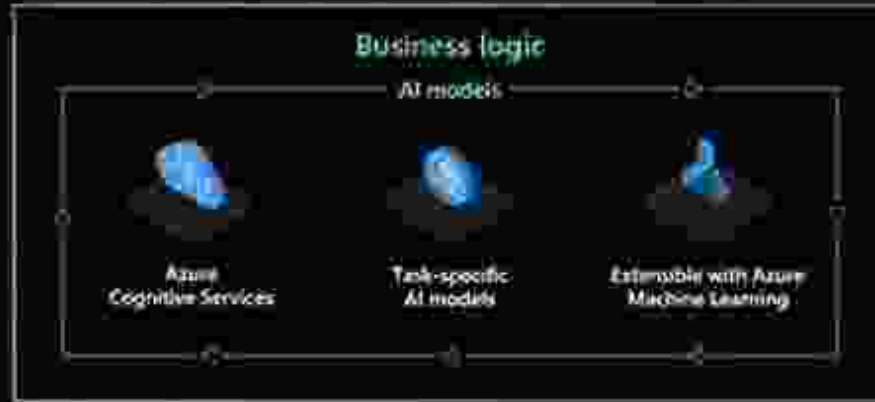 Business logic
AI models
Azure
Cognitive Services
Task-specific
AI models
Extensible with Azure
Machine Learning